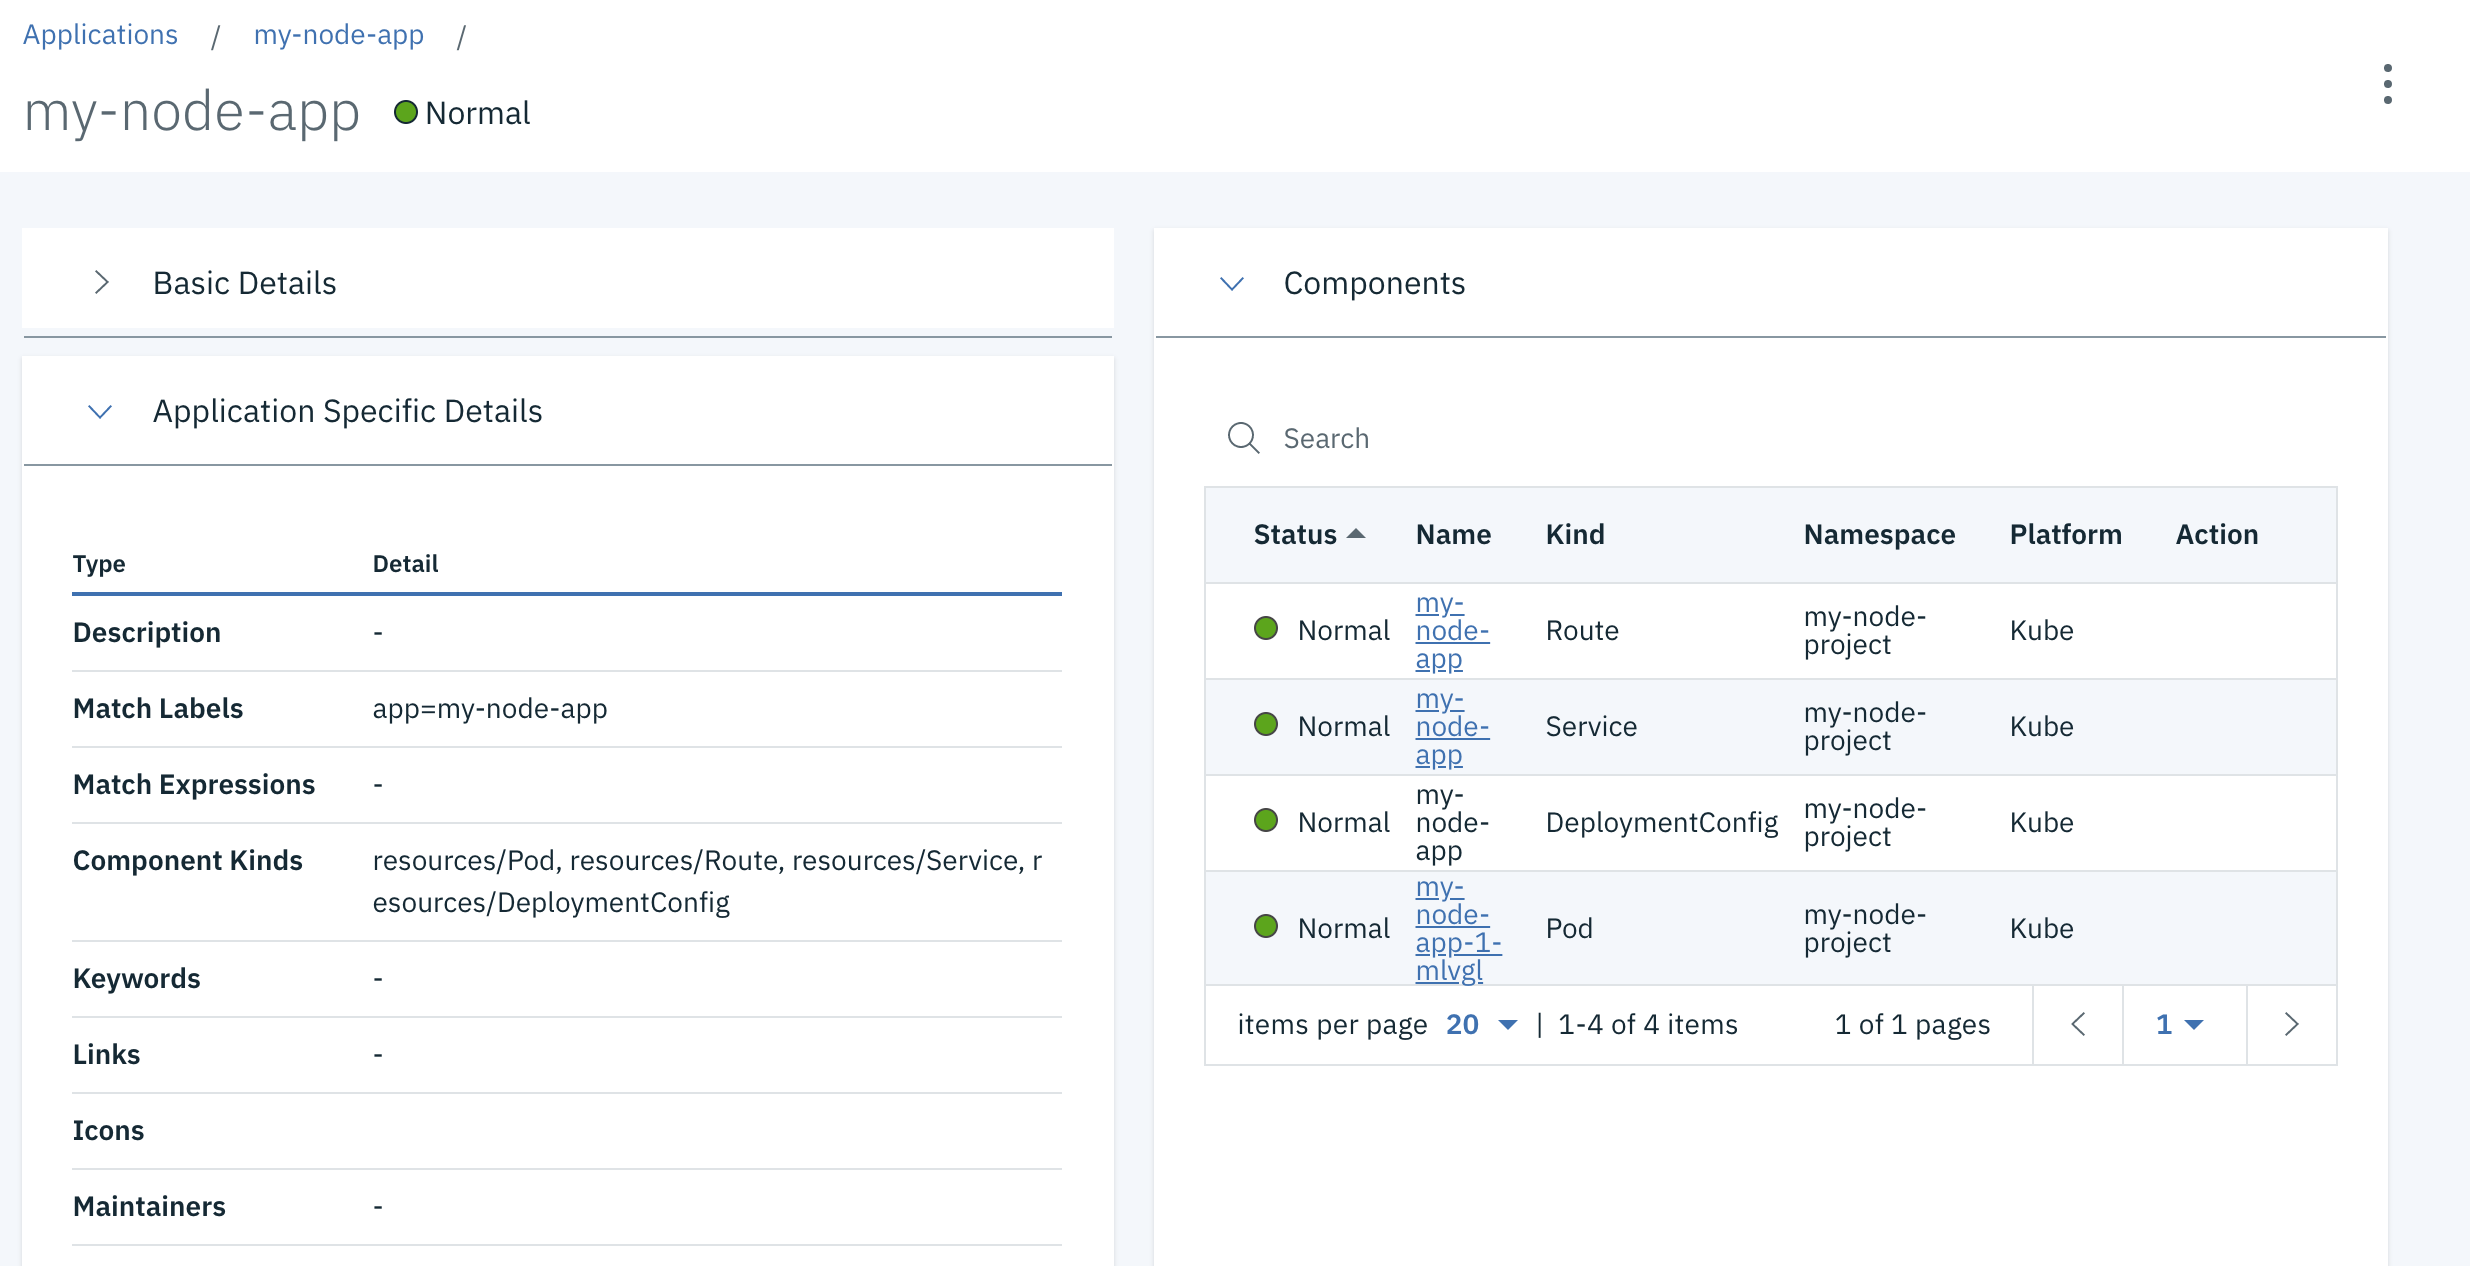 Applications / my-node-app /
my-node-app Normal
Basic Details
Application Specific Details
Type Detail
Description -
Match Labels app=my-node-app
Match Expressions -
Component Kinds resources/Pod, resources/Route, resources/Service, r
esources/DeploymentConfig
Keywords -
Links -
Icons
Maintainers -
Components
Search
Status Name Kind Namespace Platform Action
Normal my-node-app Route my-node-project Kube
Normal my-node-app Service my-node-project Kube
Normal my-node-app DeploymentConfig my-node-project Kube
Normal my-node-app-1-mlvgl Pod my-node-project Kube
items per page 20 | 1-4 of 4 items 1 of 1 pages 1